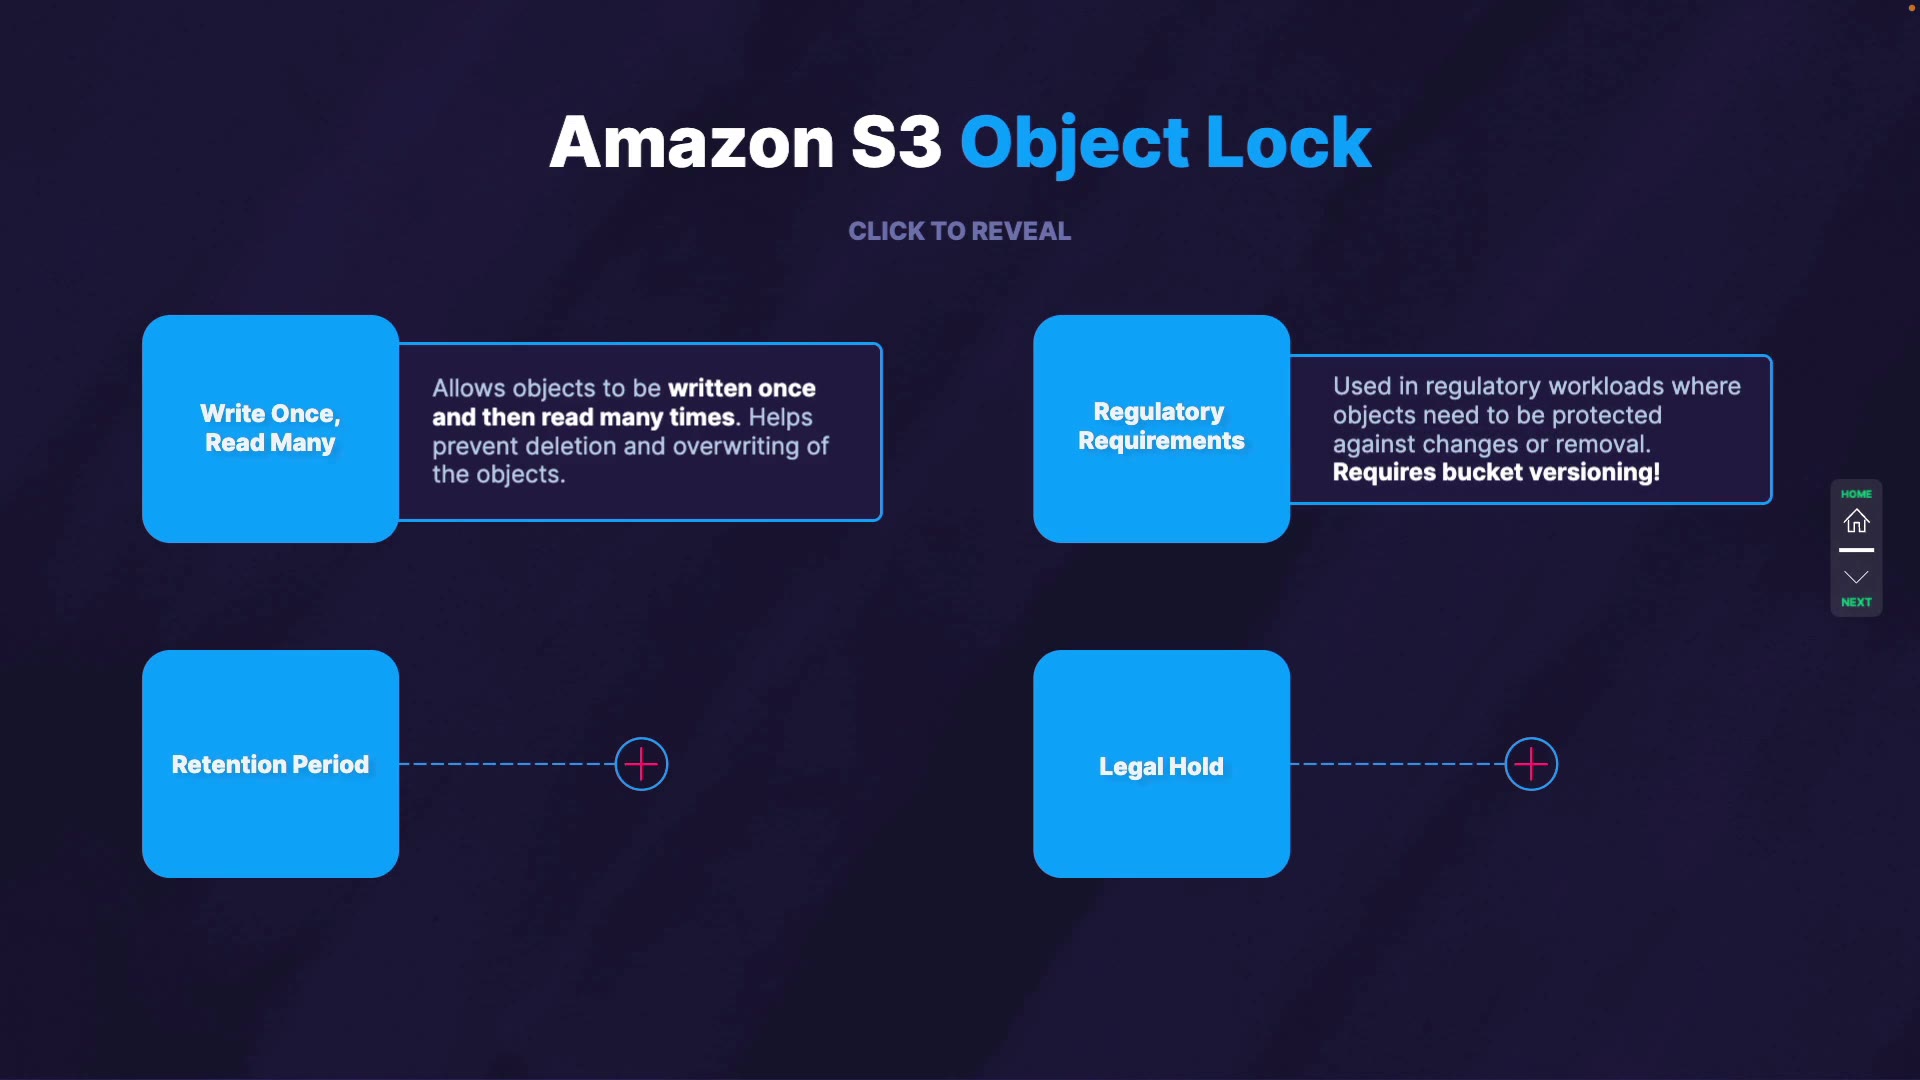 Amazon S3 Object Lock
CLICK TO REVEAL
Write Once,
Read Many
Allows objects to be written once
and then read many times. Helps
prevent deletion and overwriting of
the objects.
Regulatory
Requirements
Used in regulatory workloads where
objects need to be protected
against changes or removal.
Requires bucket versioning!
HOME
NEXT
Retention Period
Legal Hold